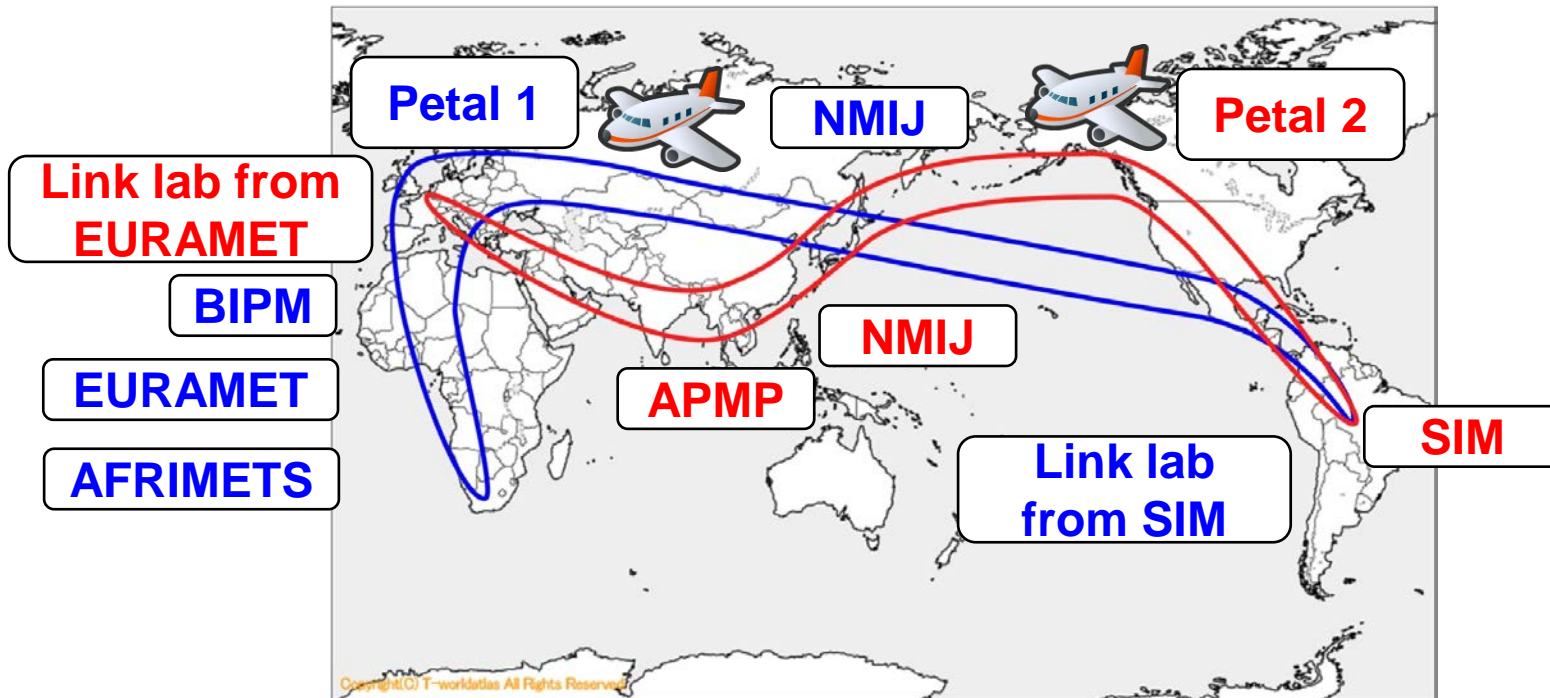 Petal 1
NMIJ
Petal 2
Link lab from
EURAMET
BIPM
EURAMET
AFRIMETS
NMIJ
APMP
SIM
Link lab
from SIM
Copyright(C) T-worldatlas All Rights Reserved